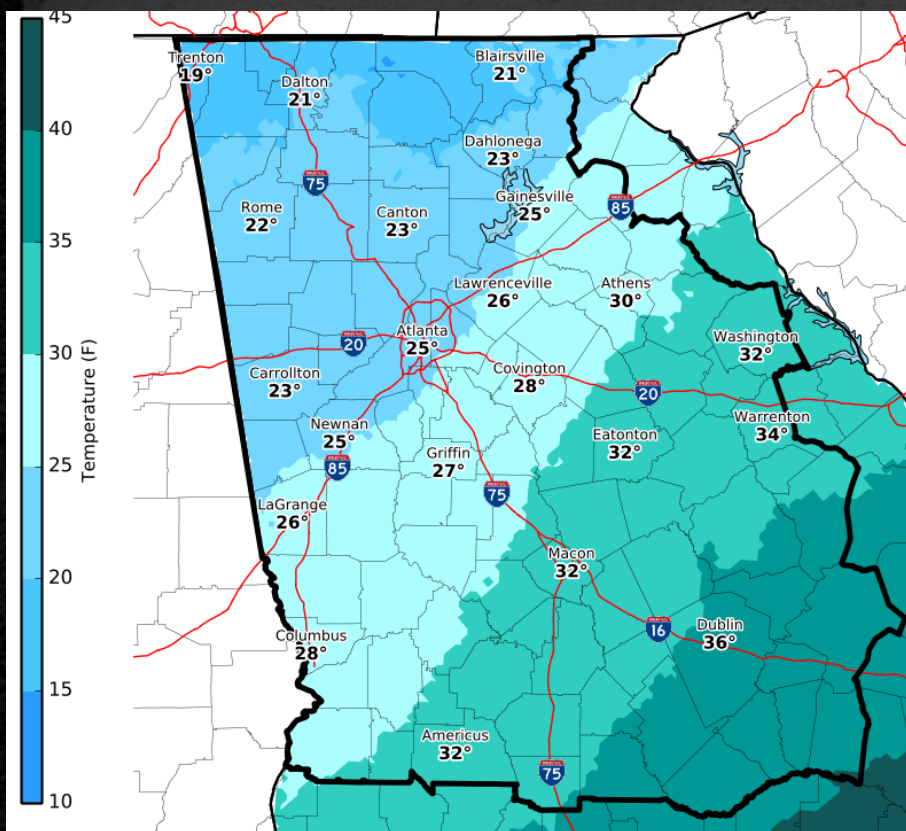 45
40
35
30
25
20
15
10
Temperature (F)
Trenton
19°
Dalton
21°
Blairsville
21°
Dahlonega
23°
75
Rome
22°
Canton
23°
Gainesville
25°
85
Lawrenceville
26°
Athens
30°
Atlanta
25°
20
Washington
32°
Carrollton
23°
Covington
28°
20
Newnan
25°
Warrenton
34°
85
Griffin
27°
Eatonton
32°
75
LaGrange
26°
Macon
32°
Columbus
28°
16
Dublin
36°
Americus
32°
75